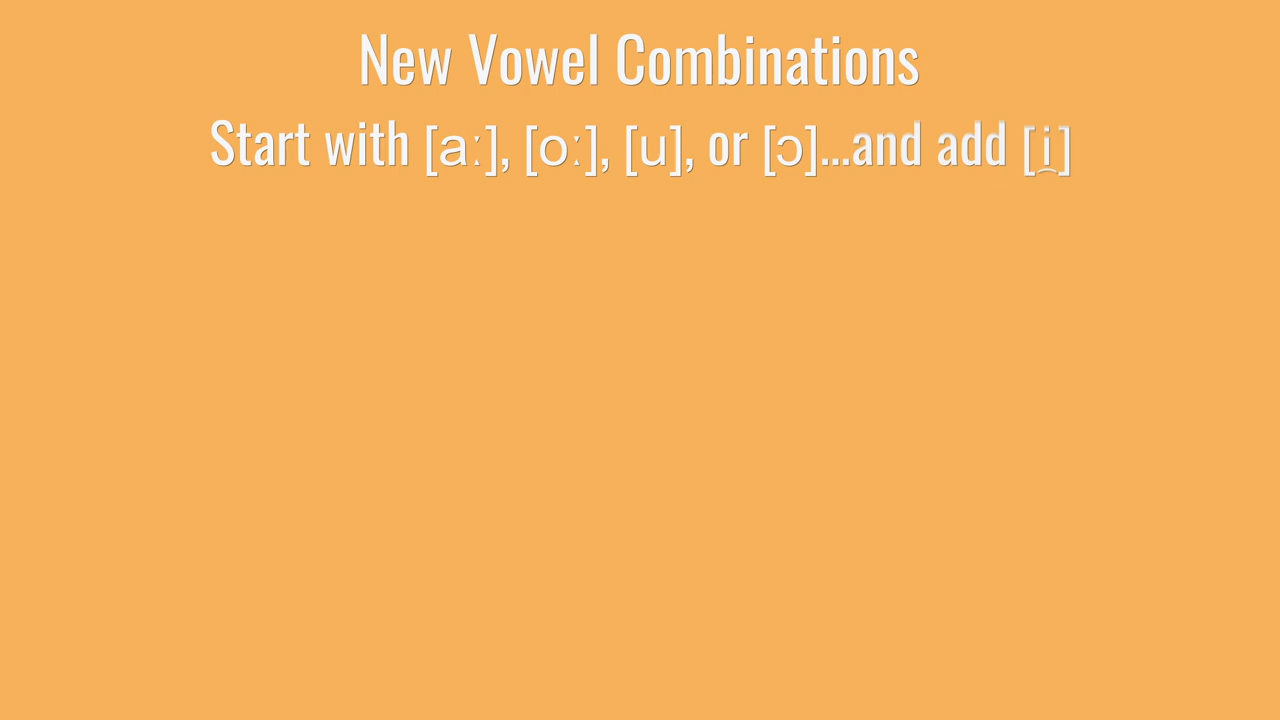 New Vowel Combinations
Start with [aː], [oː], [u], or [ɔ]...and add [i̯]